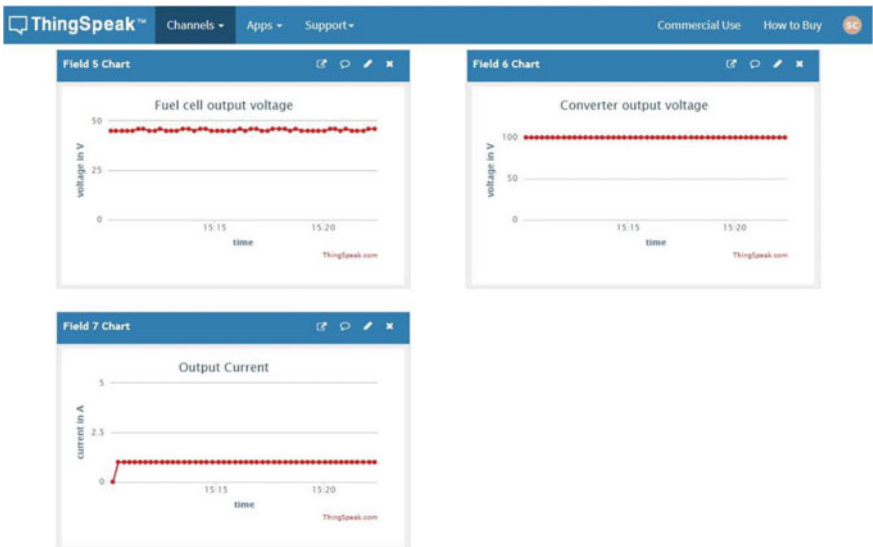 ThingSpeak™ Channels Apps Support Commercial Use How to Buy SC
Field 5 Chart
Fuel cell output voltage
50
25
0
voltage in V
15:15 15:20
time
ThingSpeak.com
Field 6 Chart
Converter output voltage
100
50
0
voltage in V
15:15 15:20
time
ThingSpeak.com
Field 7 Chart
Output Current
5
2.5
0
current in A
15:15 15:20
time
ThingSpeak.com